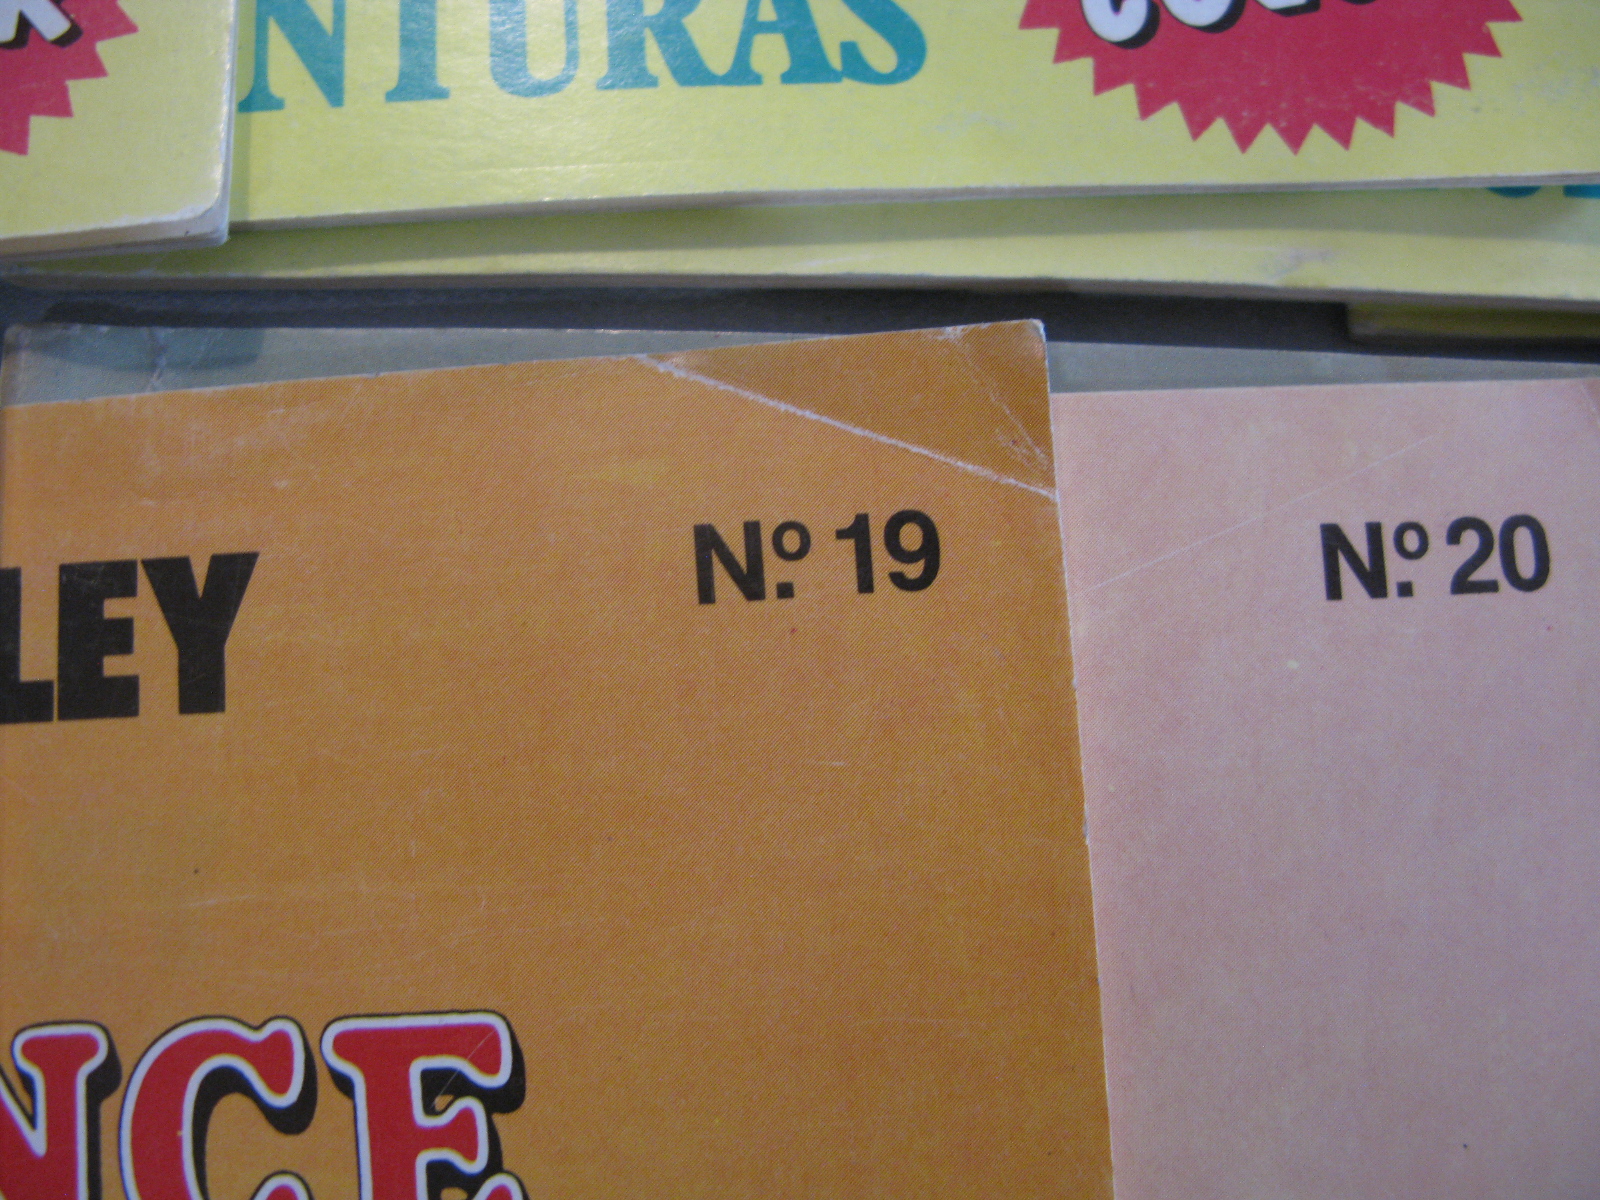 NTURAS
Nº. 19
Nº. 20
LEY
NCE